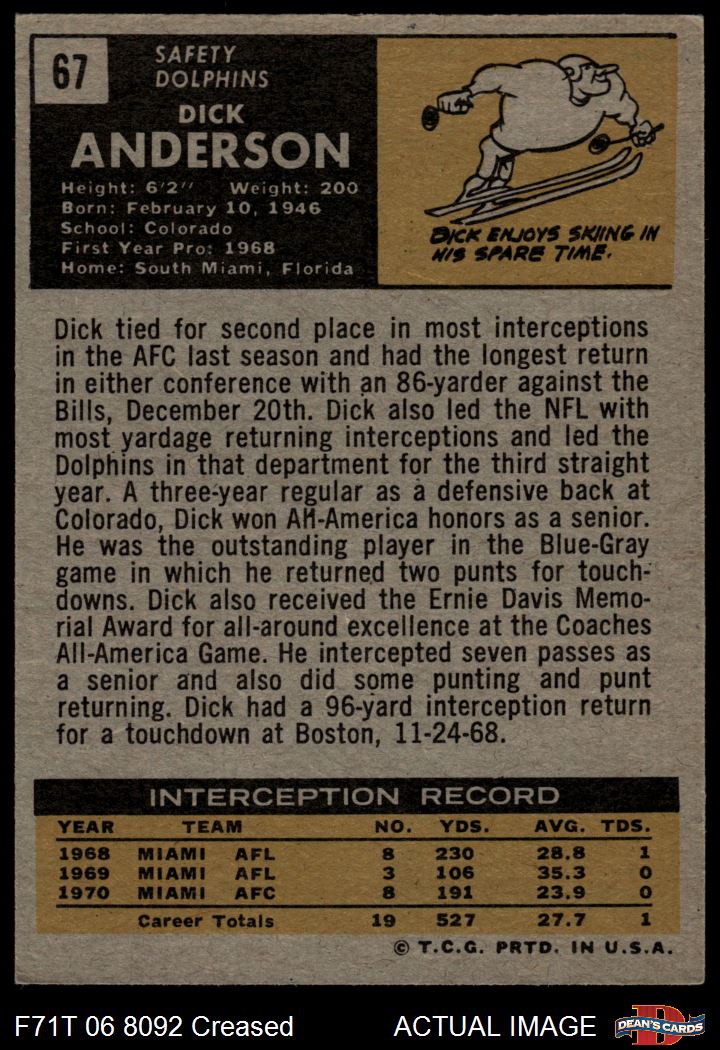 67
SAFETY
DOLPHINS
DICK
ANDERSON
Height: 6'2" Weight: 200
Born: February 10, 1946
School: Colorado
First Year Pro: 1968
Home: South Miami, Florida
DICK ENJOYS SKIING IN
HIS SPARE TIME.
Dick tied for second place in most interceptions
in the AFC last season and had the longest return
in either conference with an 86-yarder against the
Bills, December 20th. Dick also led the NFL with
most yardage returning interceptions and led the
Dolphins in that department for the third straight
year. A three-year regular as a defensive back at
Colorado, Dick won All-America honors as a senior.
He was the outstanding player in the Blue-Gray
game in which he returned two punts for touch-
downs. Dick also received the Ernie Davis Memo-
rial Award for all-around excellence at the Coaches
All-America Game. He intercepted seven passes as
a senior and also did some punting and punt
returning. Dick had a 96-yard interception return
for a touchdown at Boston, 11-24-68.
INTERCEPTION RECORD
YEAR TEAM NO. YDS. AVG. TDS.
1968 MIAMI AFL 8 230 28.8 1
1969 MIAMI AFL 3 106 35.3 0
1970 MIAMI AFC 8 191 23.9 0
Career Totals 19 527 27.7 1
© T.C.G. PRTD. IN U.S.A.
F71T 06 8092 Creased ACTUAL IMAGE
D
DEAN'S CARDS